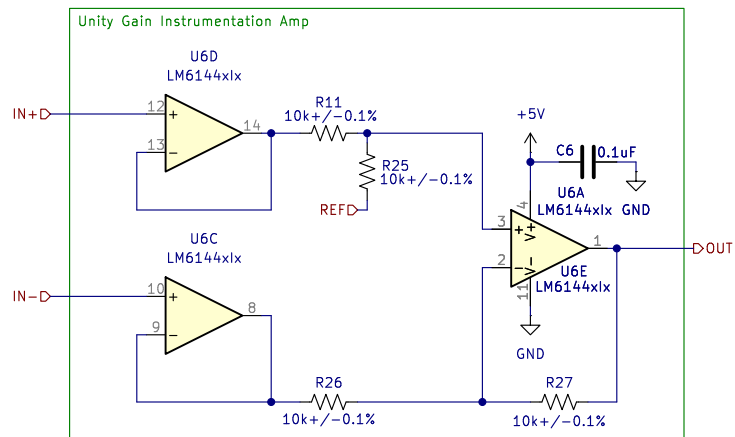 Unity Gain Instrumentation Amp
U6D
LM6144xIx
IN+
12
+
14
13
−
R11
10k+/-0.1%
R25
10k+/-0.1%
REF
+5V
C6
0.1uF
GND
U6A
LM6144xIx
4
3
+
+
V
1
OUT
2
−
V−
11
U6E
LM6144xIx
GND
U6C
LM6144xIx
IN-
10
+
8
9
−
R26
10k+/-0.1%
R27
10k+/-0.1%